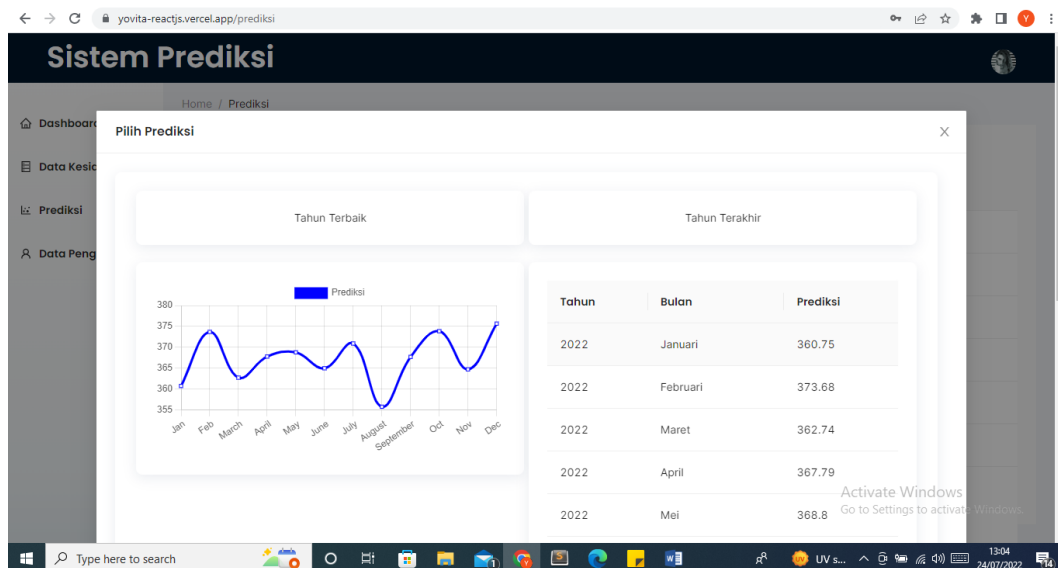 yovita-reactjs.vercel.app/prediksi
Y
Sistem Prediksi
Home / Prediksi
Dashboard
Data Kesia
Prediksi
Data Peng
Pilih Prediksi
Tahun Terbaik
Tahun Terakhir
Prediksi
380
375
370
365
360
355
Jan Feb March April May June July August September Oct Nov Dec
Tahun Bulan Prediksi
2022 Januari 360.75
2022 Februari 373.68
2022 Maret 362.74
2022 April 367.79
2022 Mei 368.8
Activate Windows
Go to Settings to activate Windows.
Type here to search
UV s...
13:04
24/07/2022